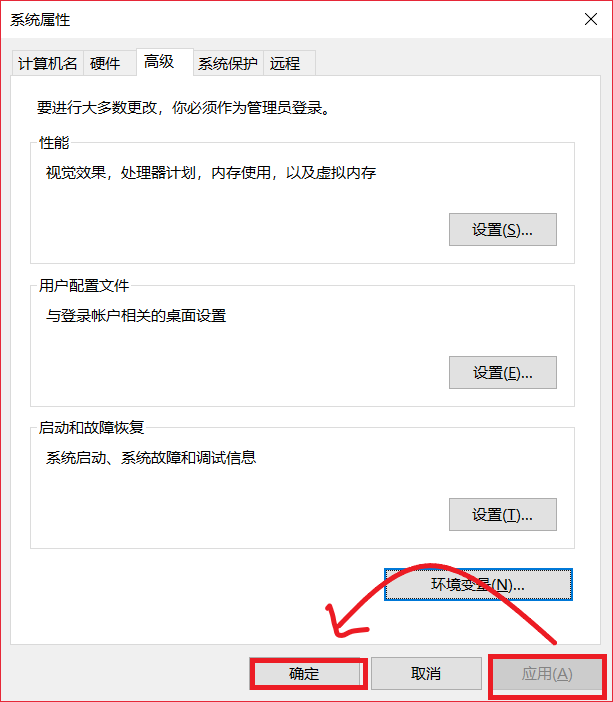 系统属性
计算机名 硬件 高级 系统保护 远程
要进行大多数更改，你必须作为管理员登录。
性能
视觉效果，处理器计划，内存使用，以及虚拟内存
设置(S)...
用户配置文件
与登录帐户相关的桌面设置
设置(E)...
启动和故障恢复
系统启动、系统故障和调试信息
设置(T)...
环境变量(N)...
确定 取消 应用(A)